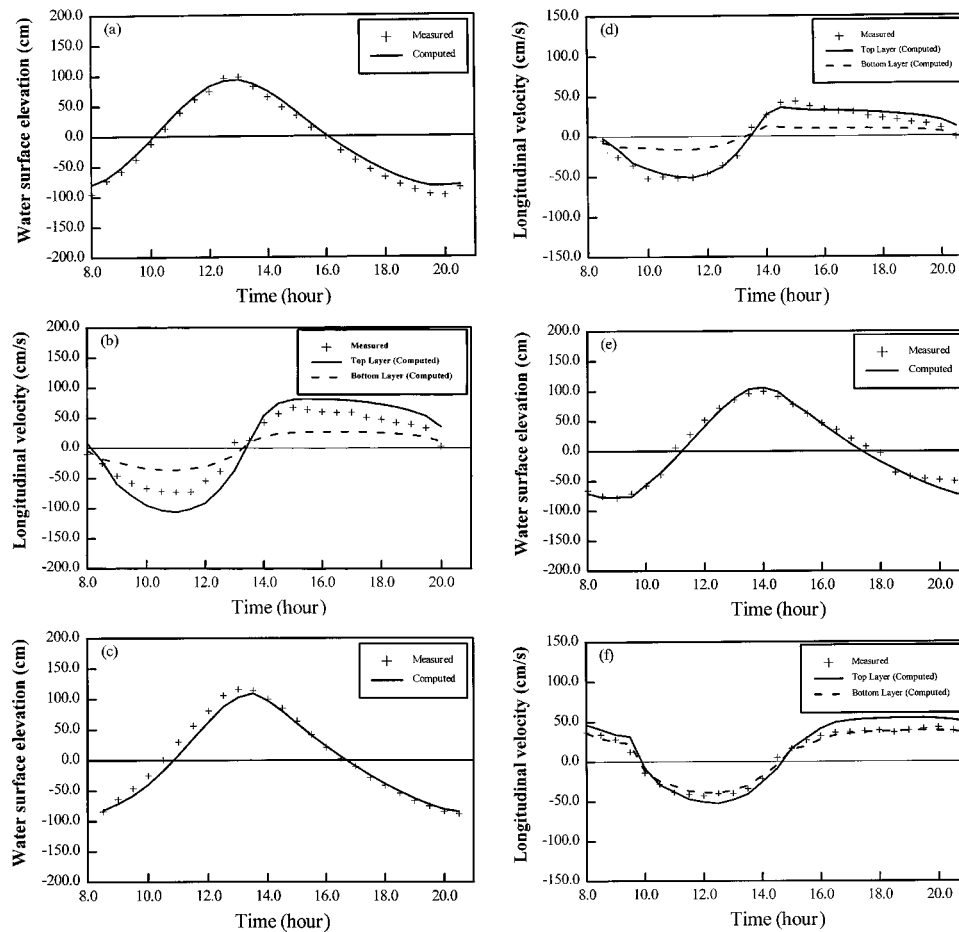 (a)
Measured
Computed
Water surface elevation (cm)
200.0
150.0
100.0
50.0
0.0
-50.0
-100.0
-150.0
-200.0
8.0 10.0 12.0 14.0 16.0 18.0 20.0
Time (hour)
(b)
Measured
Top Layer (Computed)
Bottom Layer (Computed)
Longitudinal velocity (cm/s)
200.0
150.0
100.0
50.0
0.0
-50.0
-100.0
-150.0
-200.0
8.0 10.0 12.0 14.0 16.0 18.0 20.0
Time (hour)
(c)
Measured
Computed
Water surface elevation (cm)
200.0
150.0
100.0
50.0
0.0
-50.0
-100.0
-150.0
-200.0
8.0 10.0 12.0 14.0 16.0 18.0 20.0
Time (hour)
(d)
Measured
Top Layer (Computed)
Bottom Layer (Computed)
Longitudinal velocity (cm/s)
150.0
100.0
50.0
0.0
-50.0
-100.0
-150.0
8.0 10.0 12.0 14.0 16.0 18.0 20.0
Time (hour)
(e)
Measured
Computed
Water surface elevation (cm)
200.0
150.0
100.0
50.0
0.0
-50.0
-100.0
-150.0
-200.0
8.0 10.0 12.0 14.0 16.0 18.0 20.0
Time (hour)
(f)
Measured
Top Layer (Computed)
Bottom Layer (Computed)
Longitudinal velocity (cm/s)
150.0
100.0
50.0
0.0
-50.0
-100.0
-150.0
8.0 10.0 12.0 14.0 16.0 18.0 20.0
Time (hour)